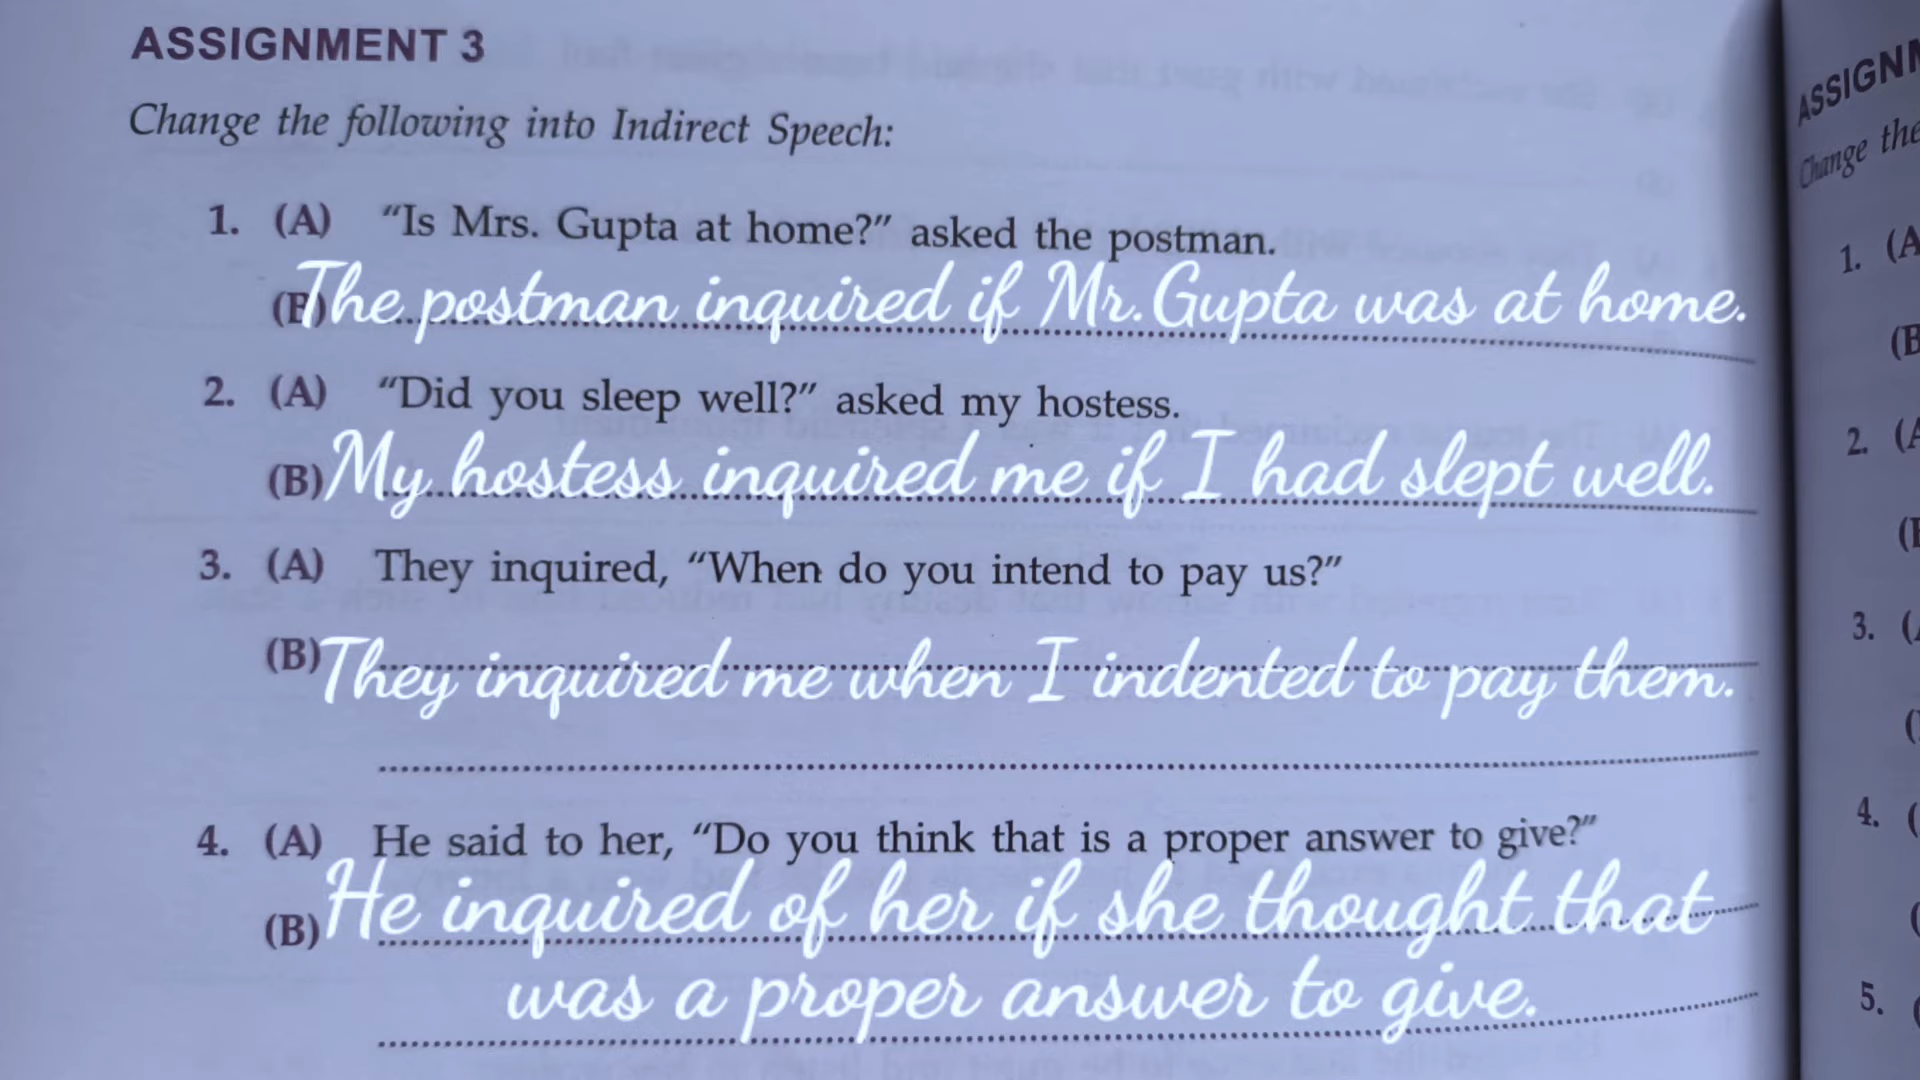 ASSIGNMENT 3
Change the following into Indirect Speech:
1. (A) “Is Mrs. Gupta at home?” asked the postman.
(B) The postman inquired if Mr. Gupta was at home.
2. (A) “Did you sleep well?” asked my hostess.
(B) My hostess inquired me if I had slept well.
3. (A) They inquired, “When do you intend to pay us?”
(B) They inquired me when I indented to pay them.
4. (A) He said to her, “Do you think that is a proper answer to give?”
(B) He inquired of her if she thought that
was a proper answer to give.
ASSIGNM
Change the
1. (A
(B
2. (A
3.
4. (
5.